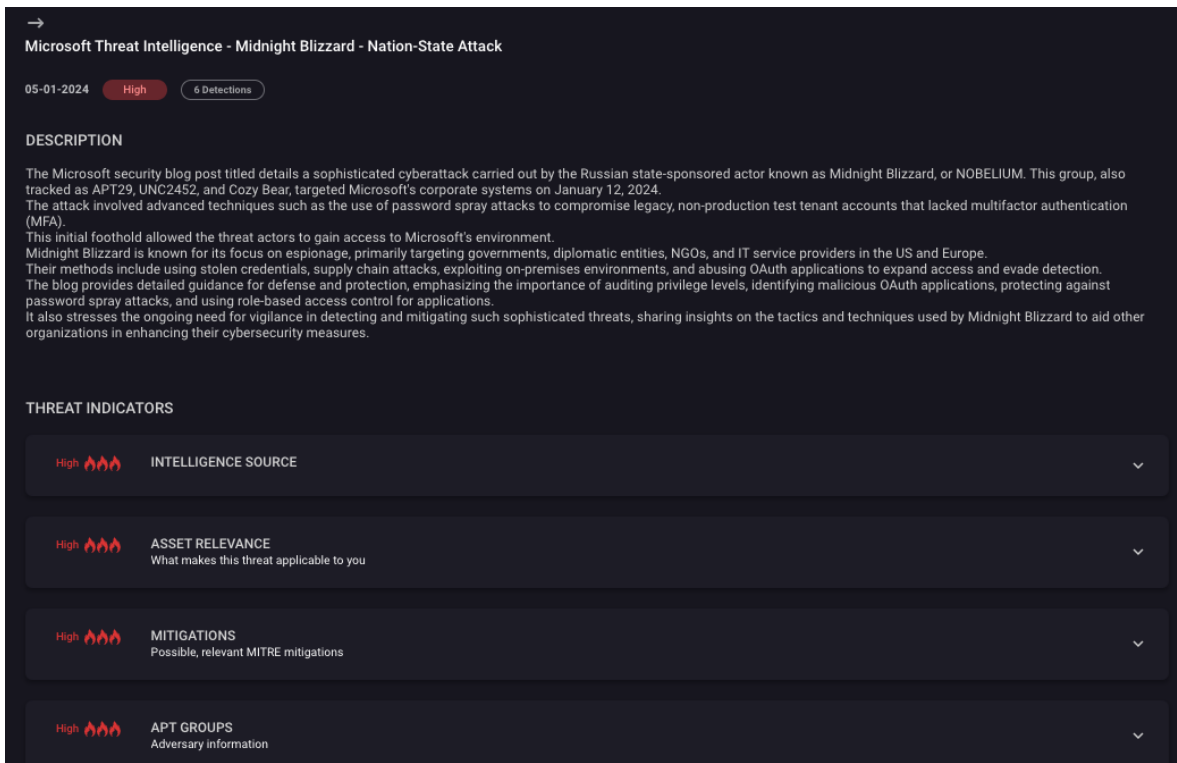 Microsoft Threat Intelligence - Midnight Blizzard - Nation-State Attack
05-01-2024 High 6 Detections
DESCRIPTION
The Microsoft security blog post titled details a sophisticated cyberattack carried out by the Russian state-sponsored actor known as Midnight Blizzard, or NOBELIUM. This group, also
tracked as APT29, UNC2452, and Cozy Bear, targeted Microsoft's corporate systems on January 12, 2024.
The attack involved advanced techniques such as the use of password spray attacks to compromise legacy, non-production test tenant accounts that lacked multifactor authentication
(MFA).
This initial foothold allowed the threat actors to gain access to Microsoft's environment.
Midnight Blizzard is known for its focus on espionage, primarily targeting governments, diplomatic entities, NGOs, and IT service providers in the US and Europe.
Their methods include using stolen credentials, supply chain attacks, exploiting on-premises environments, and abusing OAuth applications to expand access and evade detection.
The blog provides detailed guidance for defense and protection, emphasizing the importance of auditing privilege levels, identifying malicious OAuth applications, protecting against
password spray attacks, and using role-based access control for applications.
It also stresses the ongoing need for vigilance in detecting and mitigating such sophisticated threats, sharing insights on the tactics and techniques used by Midnight Blizzard to aid other
organizations in enhancing their cybersecurity measures.
THREAT INDICATORS
High INTELLIGENCE SOURCE
High ASSET RELEVANCE
What makes this threat applicable to you
High MITIGATIONS
Possible, relevant MITRE mitigations
High APT GROUPS
Adversary information